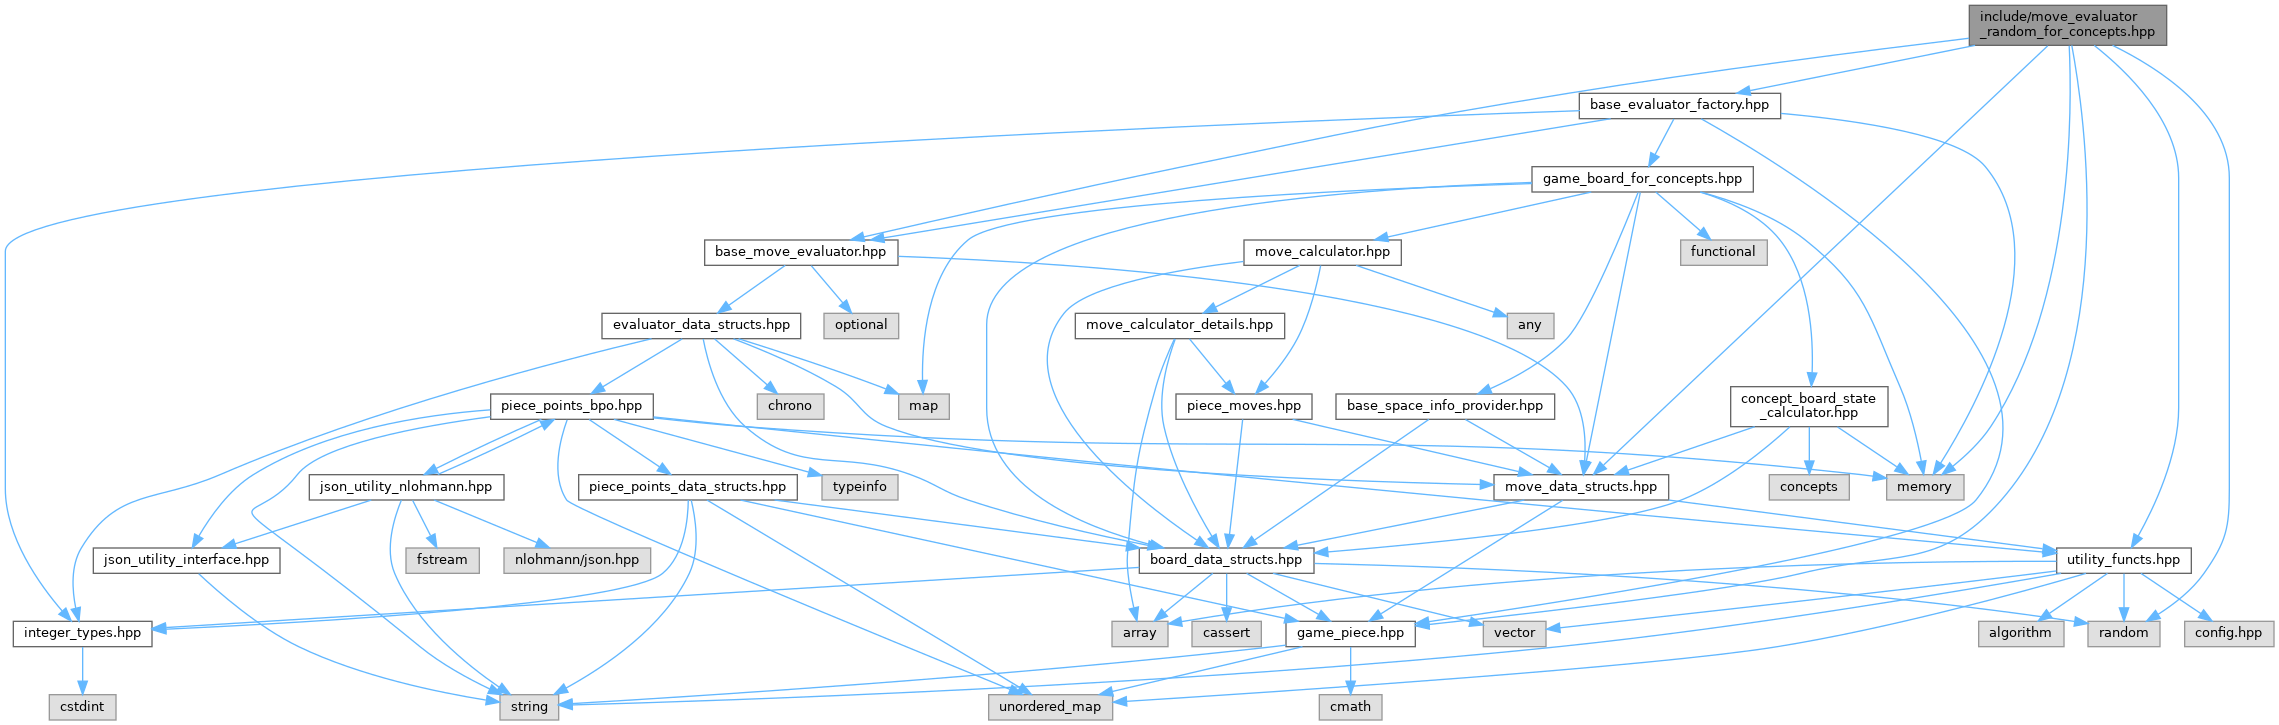 include/move_evaluator
_random_for_concepts.hpp
base_evaluator_factory.hpp
game_board_for_concepts.hpp
base_move_evaluator.hpp
move_calculator.hpp
functional
evaluator_data_structs.hpp
optional
move_calculator_details.hpp
any
piece_points_bpo.hpp
chrono
map
piece_moves.hpp
base_space_info_provider.hpp
concept_board_state
_calculator.hpp
json_utility_nlohmann.hpp
piece_points_data_structs.hpp
typeinfo
move_data_structs.hpp
concepts
memory
json_utility_interface.hpp
fstream
nlohmann/json.hpp
board_data_structs.hpp
utility_functs.hpp
integer_types.hpp
array
cassert
game_piece.hpp
vector
algorithm
random
config.hpp
cstdint
string
unordered_map
cmath